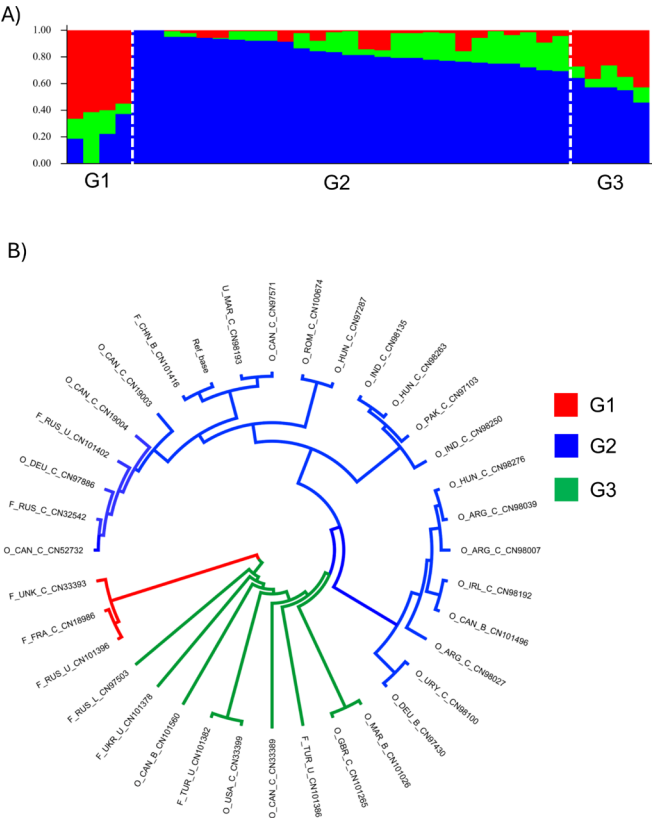 A)
1.00
0.80
0.60
0.40
0.20
0.00
G1
G2
G3
B)
O_CAN_C_CN52732
F_RUS_C_CN32542
O_DEU_C_CN97886
F_RUS_U_CN101402
O_CAN_C_CN19004
O_CAN_C_CN19003
F_CHN_B_CN101416
Ref_base
U_MAR_C_CN98193
O_CAN_C_CN97571
O_ROM_C_CN100674
O_HUN_C_CN97287
O_IND_C_CN98135
O_HUN_C_CN98263
O_PAK_C_CN97103
O_IND_C_CN98250
O_HUN_C_CN98276
O_ARG_C_CN98039
O_ARG_C_CN98007
O_IRL_C_CN98192
O_CAN_B_CN101496
O_ARG_C_CN98027
O_URY_C_CN98100
O_DEU_B_CN97430
O_MAR_B_CN101026
O_GBR_C_CN101265
F_TUR_U_CN101386
O_CAN_C_CN33389
O_USA_C_CN33399
F_TUR_U_CN101382
O_CAN_B_CN101560
F_UKR_U_CN101378
F_RUS_L_CN97503
F_RUS_U_CN101396
F_FRA_C_CN18986
F_UNK_C_CN33393
G1
G2
G3